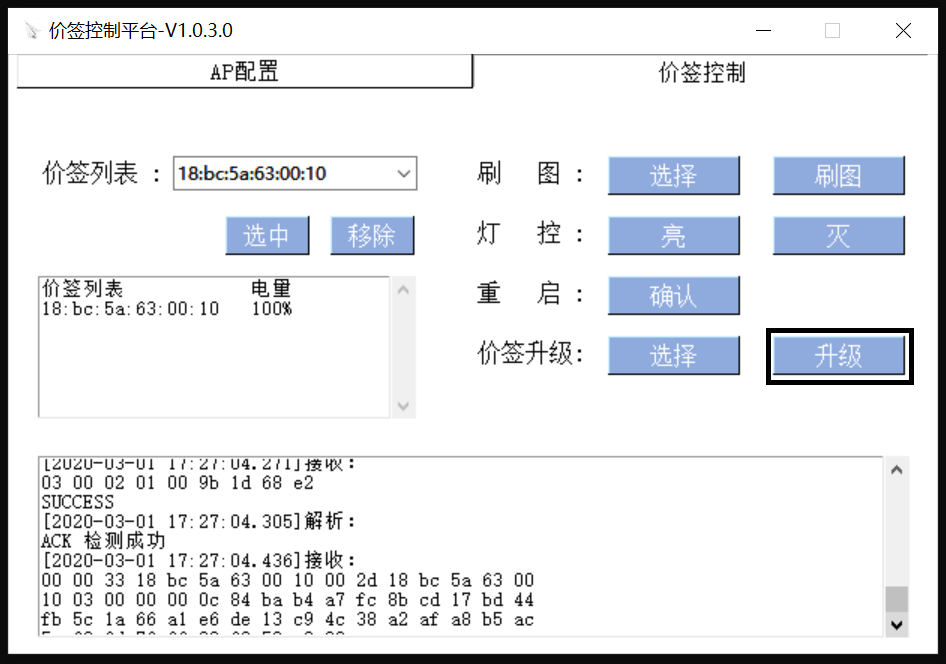 价签控制平台-V1.0.3.0
AP配置
价签控制
价签列表 :
18:bc:5a:63:00:10
选中
移除
价签列表 电量
18:bc:5a:63:00:10 100%
刷 图 :
选择
刷图
灯 控 :
亮
灭
重 启 :
确认
价签升级:
选择
升级
[2020-03-01 17:27:04.271]接收:
03 00 02 01 00 9b 1d 68 e2
SUCCESS
[2020-03-01 17:27:04.305]解析:
ACK 检测成功
[2020-03-01 17:27:04.436]接收:
00 00 33 18 bc 5a 63 00 10 00 2d 18 bc 5a 63 00
10 03 00 00 00 0c 84 ba b4 a7 fc 8b cd 17 bd 44
fb 5c 1a 66 a1 e6 de 13 c9 4c 38 a2 af a8 b5 ac